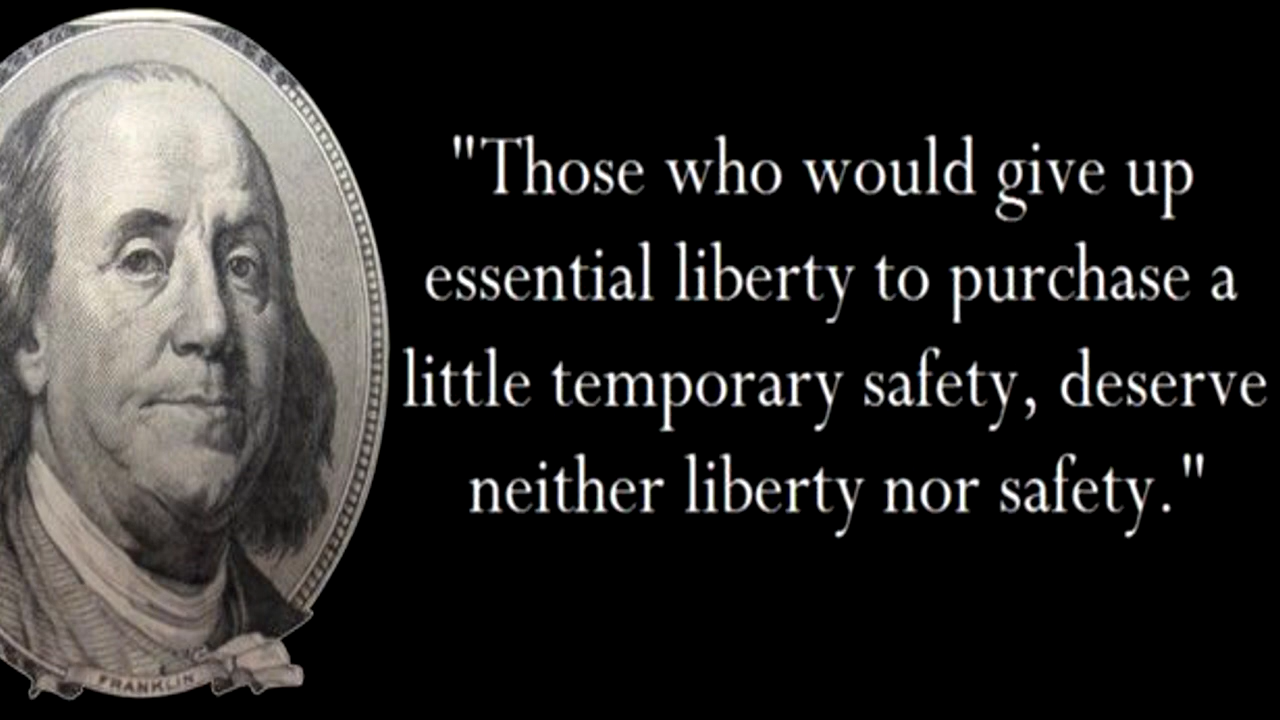 "Those who would give up
essential liberty to purchase a
little temporary safety, deserve
neither liberty nor safety."
FRANKLIN